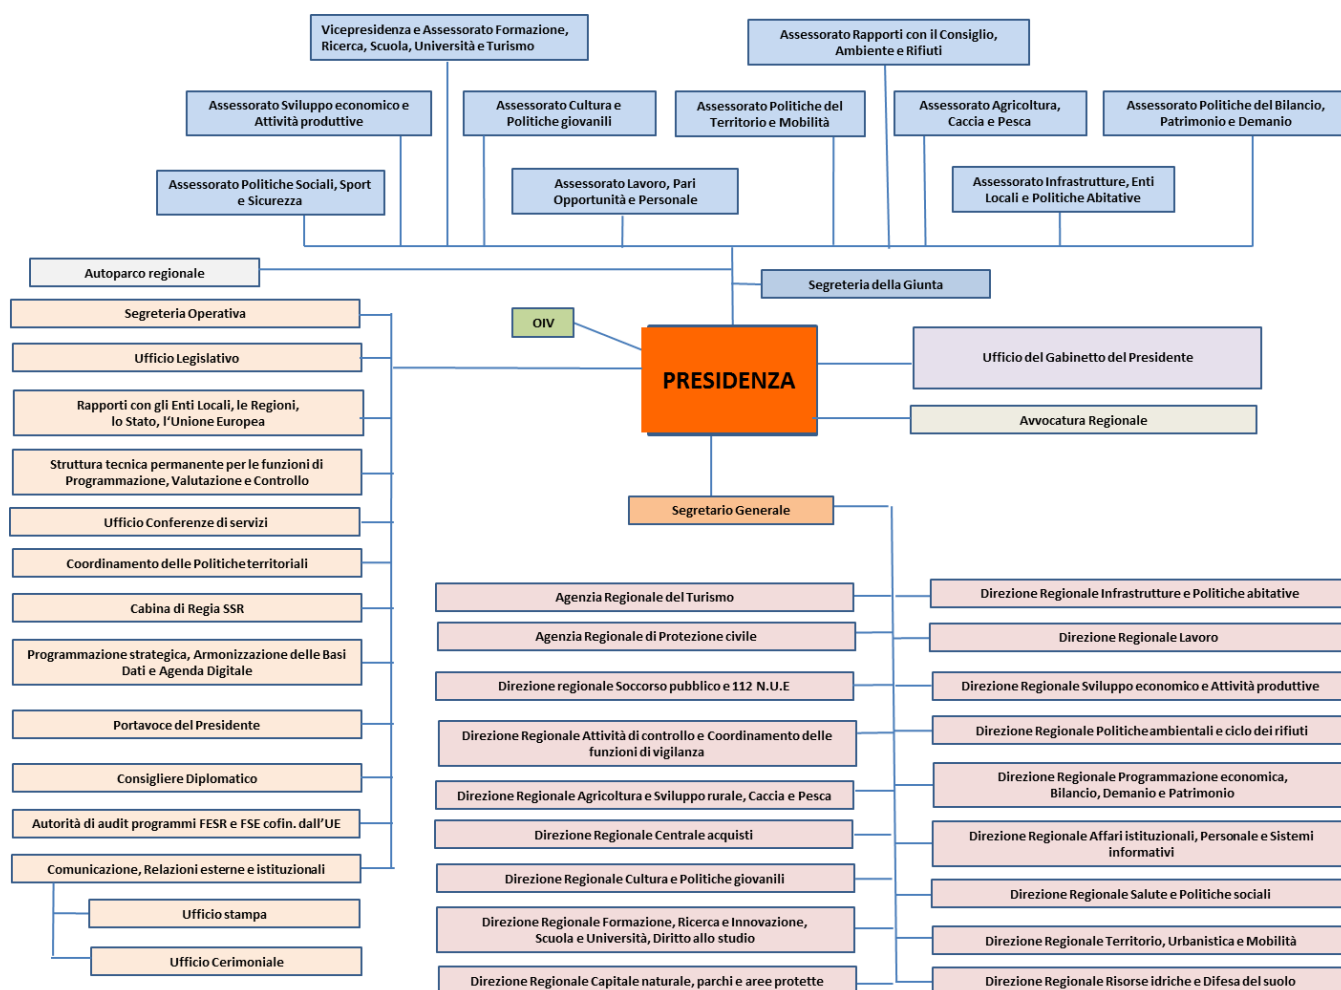 Vicepresidenza e Assessorato Formazione,
Ricerca, Scuola, Università e Turismo
Assessorato Rapporti con il Consiglio,
Ambiente e Rifiuti
Assessorato Sviluppo economico e
Attività produttive
Assessorato Cultura e
Politiche giovanili
Assessorato Politiche del
Territorio e Mobilità
Assessorato Agricoltura,
Caccia e Pesca
Assessorato Politiche del Bilancio,
Patrimonio e Demanio
Assessorato Politiche Sociali, Sport
e Sicurezza
Assessorato Lavoro, Pari
Opportunità e Personale
Assessorato Infrastrutture, Enti
Locali e Politiche Abitative
Autoparco regionale
Segreteria della Giunta
OIV
PRESIDENZA
Ufficio del Gabinetto del Presidente
Avvocatura Regionale
Segretario Generale
Segreteria Operativa
Ufficio Legislativo
Rapporti con gli Enti Locali, le Regioni,
lo Stato, l'Unione Europea
Struttura tecnica permanente per le funzioni di
Programmazione, Valutazione e Controllo
Ufficio Conferenze di servizi
Coordinamento delle Politiche territoriali
Cabina di Regia SSR
Programmazione strategica, Armonizzazione delle Basi
Dati e Agenda Digitale
Portavoce del Presidente
Consigliere Diplomatico
Autorità di audit programmi FESR e FSE cofin. dall'UE
Comunicazione, Relazioni esterne e istituzionali
Ufficio stampa
Ufficio Cerimoniale
Agenzia Regionale del Turismo
Agenzia Regionale di Protezione civile
Direzione regionale Soccorso pubblico e 112 N.U.E
Direzione Regionale Attività di controllo e Coordinamento delle
funzioni di vigilanza
Direzione Regionale Agricoltura e Sviluppo rurale, Caccia e Pesca
Direzione Regionale Centrale acquisti
Direzione Regionale Cultura e Politiche giovanili
Direzione Regionale Formazione, Ricerca e Innovazione,
Scuola e Università, Diritto allo studio
Direzione Regionale Capitale naturale, parchi e aree protette
Direzione Regionale Infrastrutture e Politiche abitative
Direzione Regionale Lavoro
Direzione Regionale Sviluppo economico e Attività produttive
Direzione Regionale Politiche ambientali e ciclo dei rifiuti
Direzione Regionale Programmazione economica,
Bilancio, Demanio e Patrimonio
Direzione Regionale Affari istituzionali, Personale e Sistemi
informativi
Direzione Regionale Salute e Politiche sociali
Direzione Regionale Territorio, Urbanistica e Mobilità
Direzione Regionale Risorse idriche e Difesa del suolo